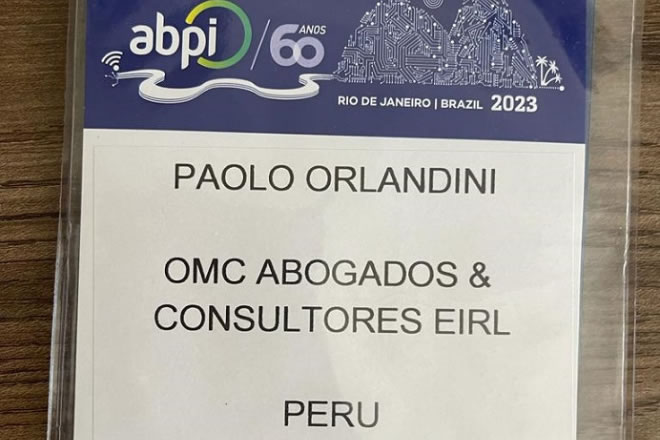 abpi / 60 ANOS
RIO DE JANEIRO | BRAZIL 2023
PAOLO ORLANDINI
OMC ABOGADOS &
CONSULTORES EIRL
PERU